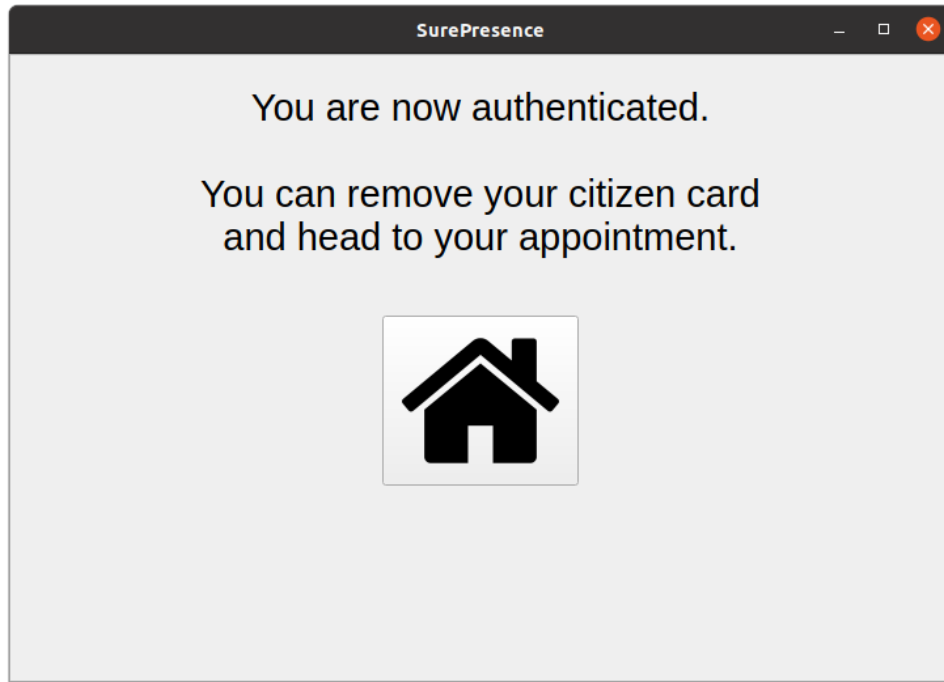 SurePresence
You are now authenticated.
You can remove your citizen card
and head to your appointment.